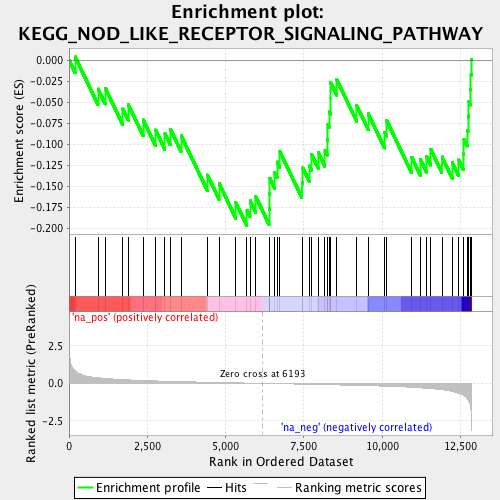 Enrichment plot:
KEGG_NOD_LIKE_RECEPTOR_SIGNALING_PATHWAY
Enrichment score (ES)
0.000
-0.025
-0.050
-0.075
-0.100
-0.125
-0.150
-0.175
-0.200
'na_pos' (positively correlated)
Ranked list metric (PreRanked)
2.5
0.0
-2.5
Zero cross at 6193
'na_neg' (negatively correlated)
0
2,500
5,000
7,500
10,000
12,500
Rank in Ordered Dataset
Enrichment profile
Hits
Ranking metric scores